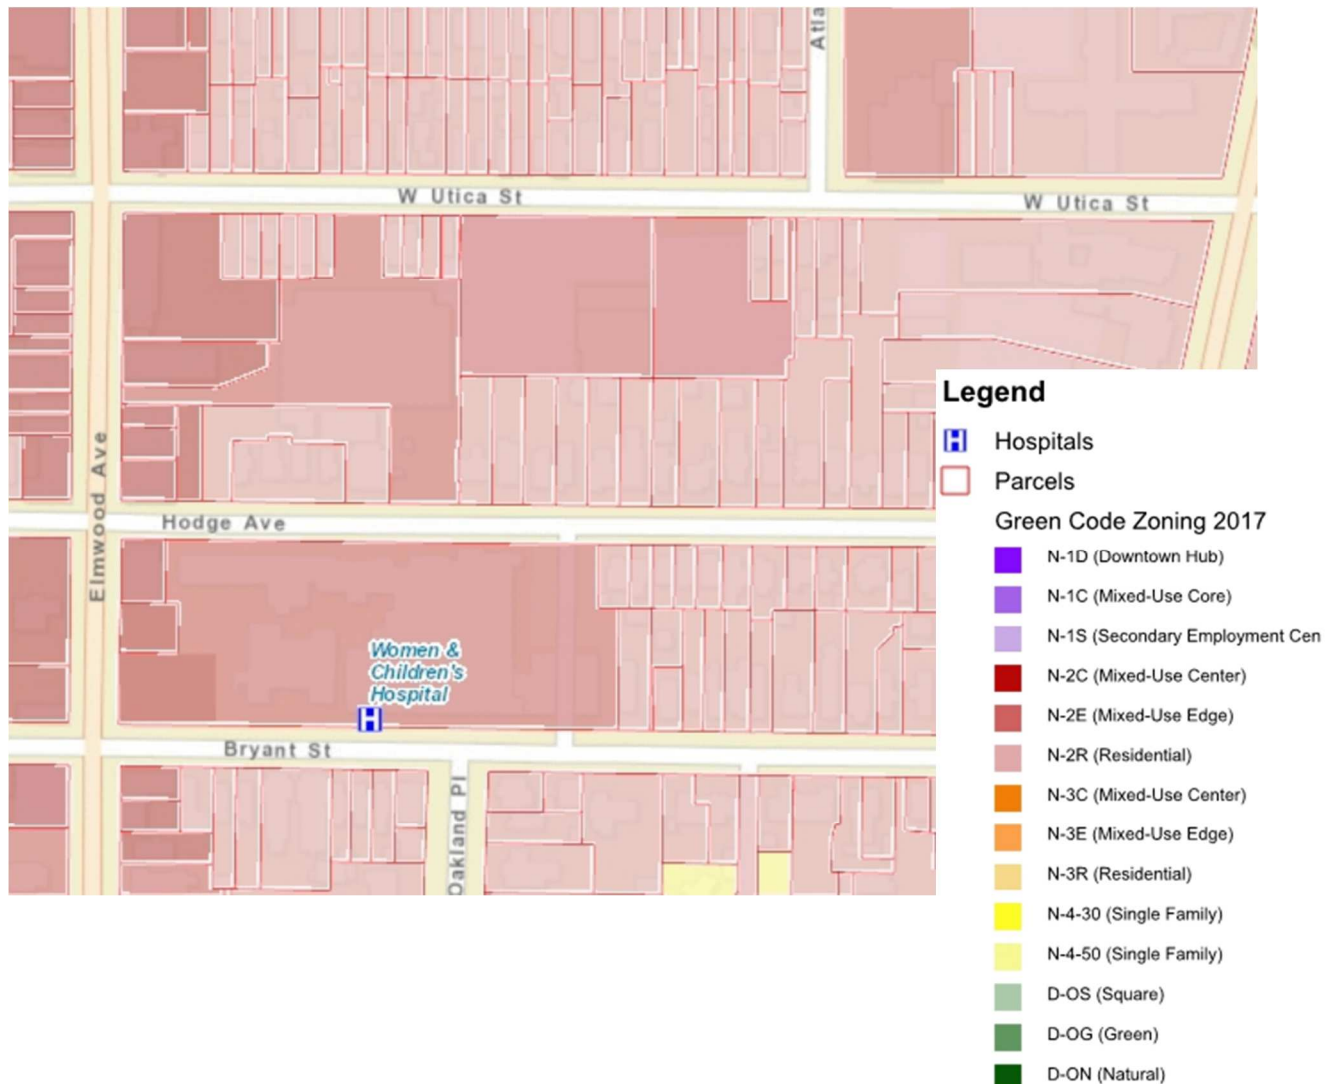 Atla
W Utica St
W Utica St
Elmwood Ave
Hodge Ave
Women &
Children's
Hospital
H
Bryant St
Oakland Pl
Legend
H Hospitals
Parcels
Green Code Zoning 2017
N-1D (Downtown Hub)
N-1C (Mixed-Use Core)
N-1S (Secondary Employment Cen
N-2C (Mixed-Use Center)
N-2E (Mixed-Use Edge)
N-2R (Residential)
N-3C (Mixed-Use Center)
N-3E (Mixed-Use Edge)
N-3R (Residential)
N-4-30 (Single Family)
N-4-50 (Single Family)
D-OS (Square)
D-OG (Green)
D-ON (Natural)